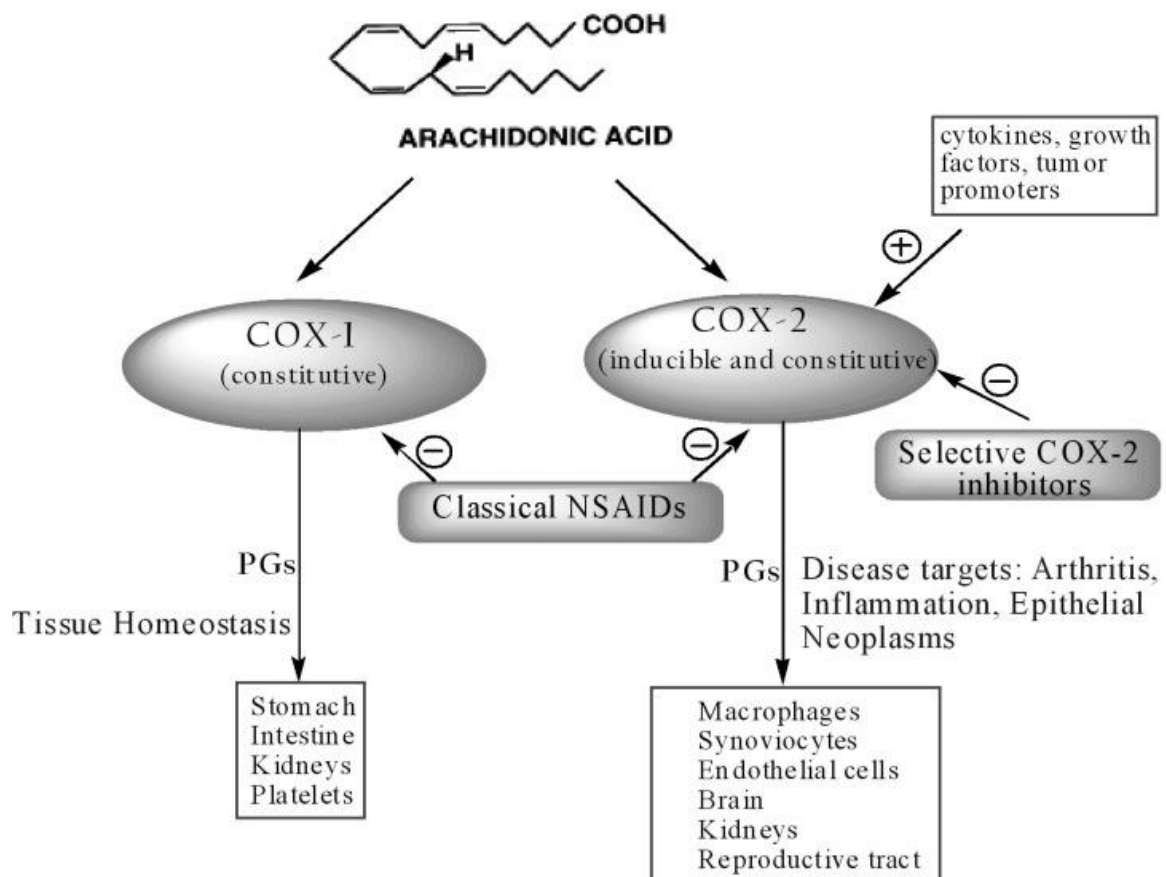 COOH
H
ARACHIDONIC ACID
cytokines, growth
factors, tumor
promoters
+
COX-1
(constitutive)
COX-2
(inducible and constitutive)
−
−
−
Selective COX-2
inhibitors
Classical NSAIDs
PGs
Tissue Homeostasis
PGs
Disease targets: Arthritis,
Inflammation, Epithelial
Neoplasms
Stomach
Intestine
Kidneys
Platelets
Macrophages
Synoviocytes
Endothelial cells
Brain
Kidneys
Reproductive tract